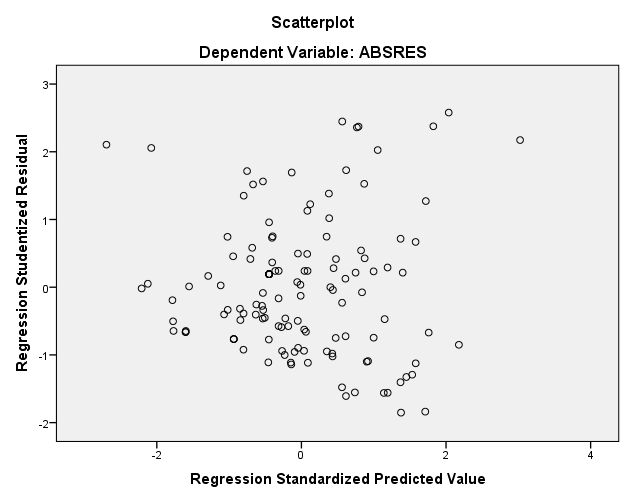 Scatterplot
Dependent Variable: ABSRES
Regression Studentized Residual
3
2
1
0
-1
-2
-2
0
2
4
Regression Standardized Predicted Value